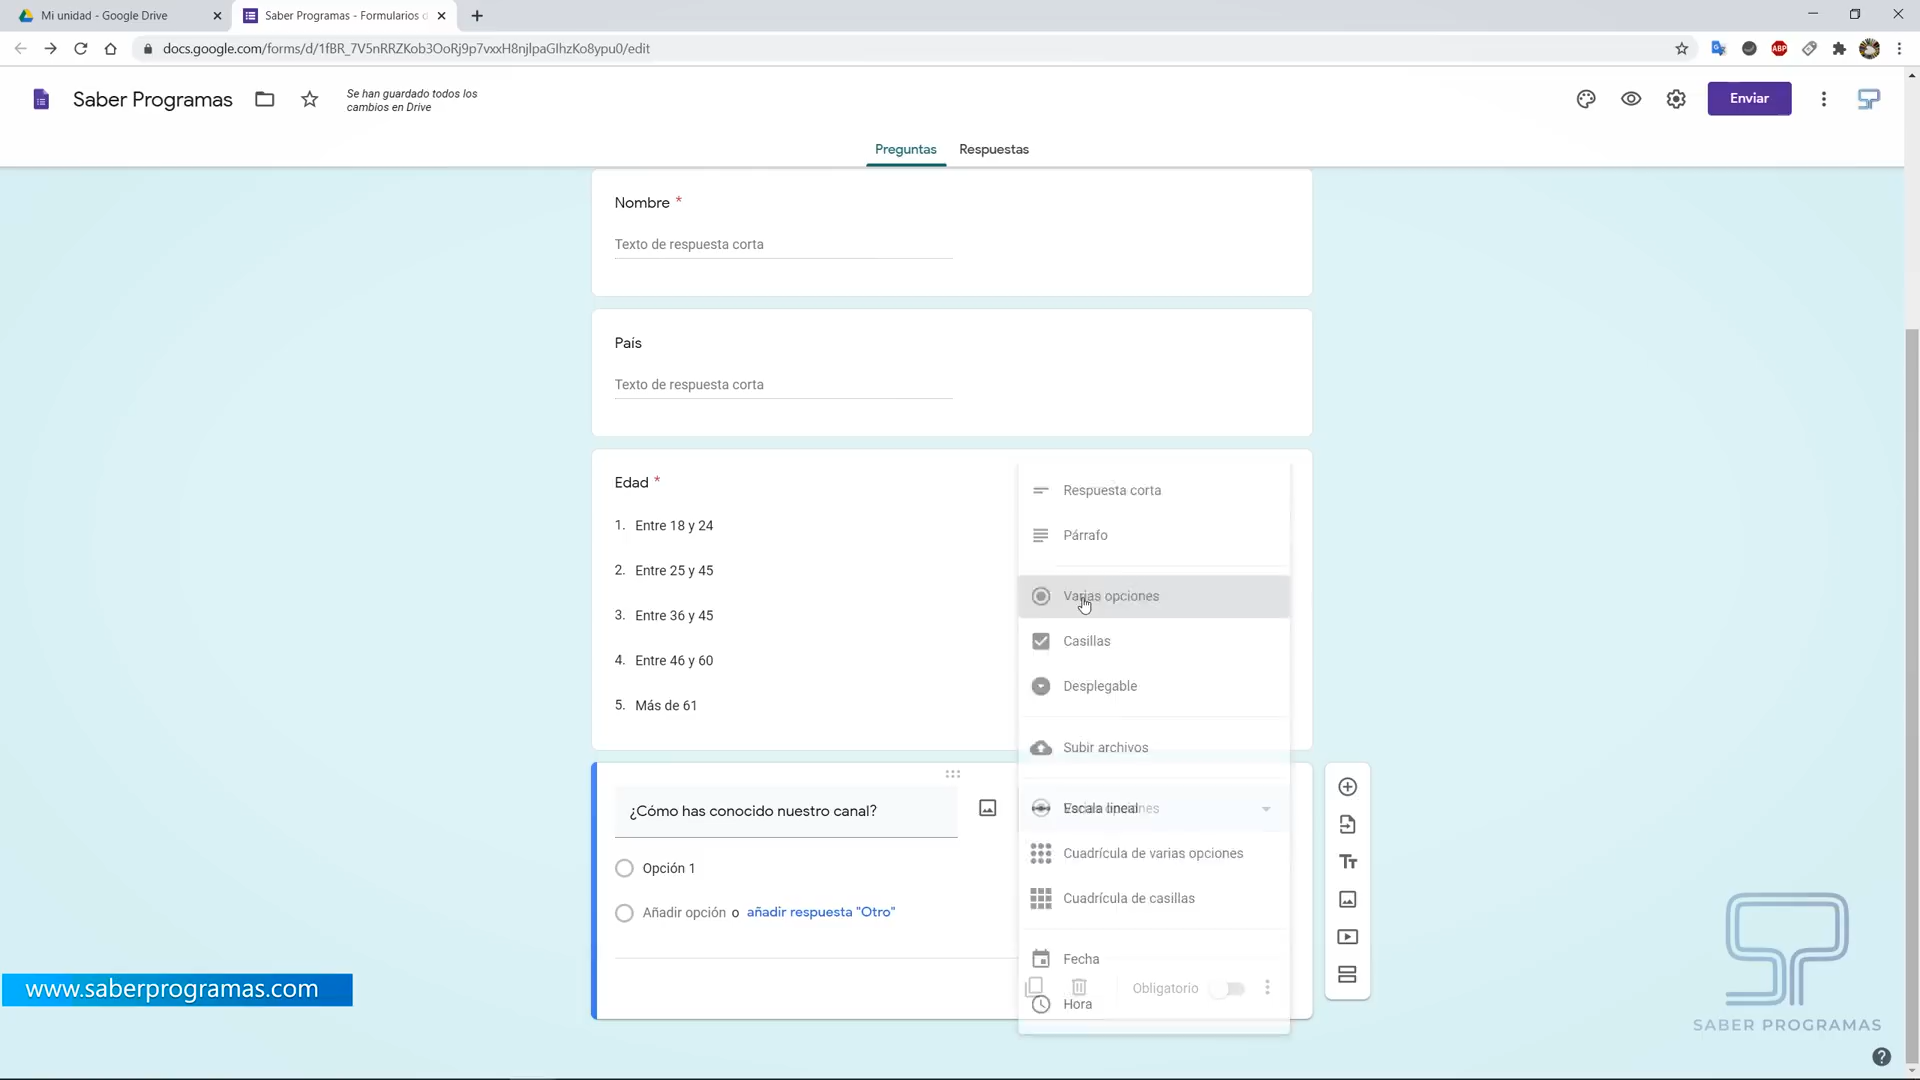 Mi unidad - Google Drive
Saber Programas - Formularios d
docs.google.com/forms/d/1fBR_7V5nRRZKob3OoRj9p7vxxH8njlpaGIhzKo8ypu0/edit
ABP
Saber Programas
Se han guardado todos los
cambios en Drive
Enviar
Preguntas
Respuestas
Nombre *
Texto de respuesta corta
País
Texto de respuesta corta
Edad *
1. Entre 18 y 24
2. Entre 25 y 45
3. Entre 36 y 45
4. Entre 46 y 60
5. Más de 61
Respuesta corta
Párrafo
Varias opciones
Casillas
Desplegable
Subir archivos
Escala lineal
Cuadrícula de varias opciones
Cuadrícula de casillas
Fecha
Hora
¿Cómo has conocido nuestro canal?
Opción 1
Añadir opción o añadir respuesta "Otro"
Obligatorio
www.saberprogramas.com
SABER PROGRAMAS